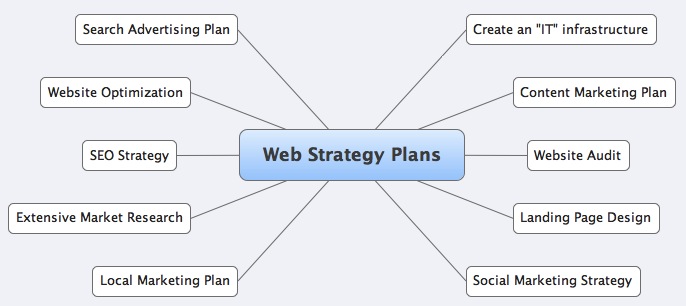 Search Advertising Plan
Create an "IT" infrastructure
Website Optimization
Content Marketing Plan
SEO Strategy
Web Strategy Plans
Website Audit
Extensive Market Research
Landing Page Design
Local Marketing Plan
Social Marketing Strategy